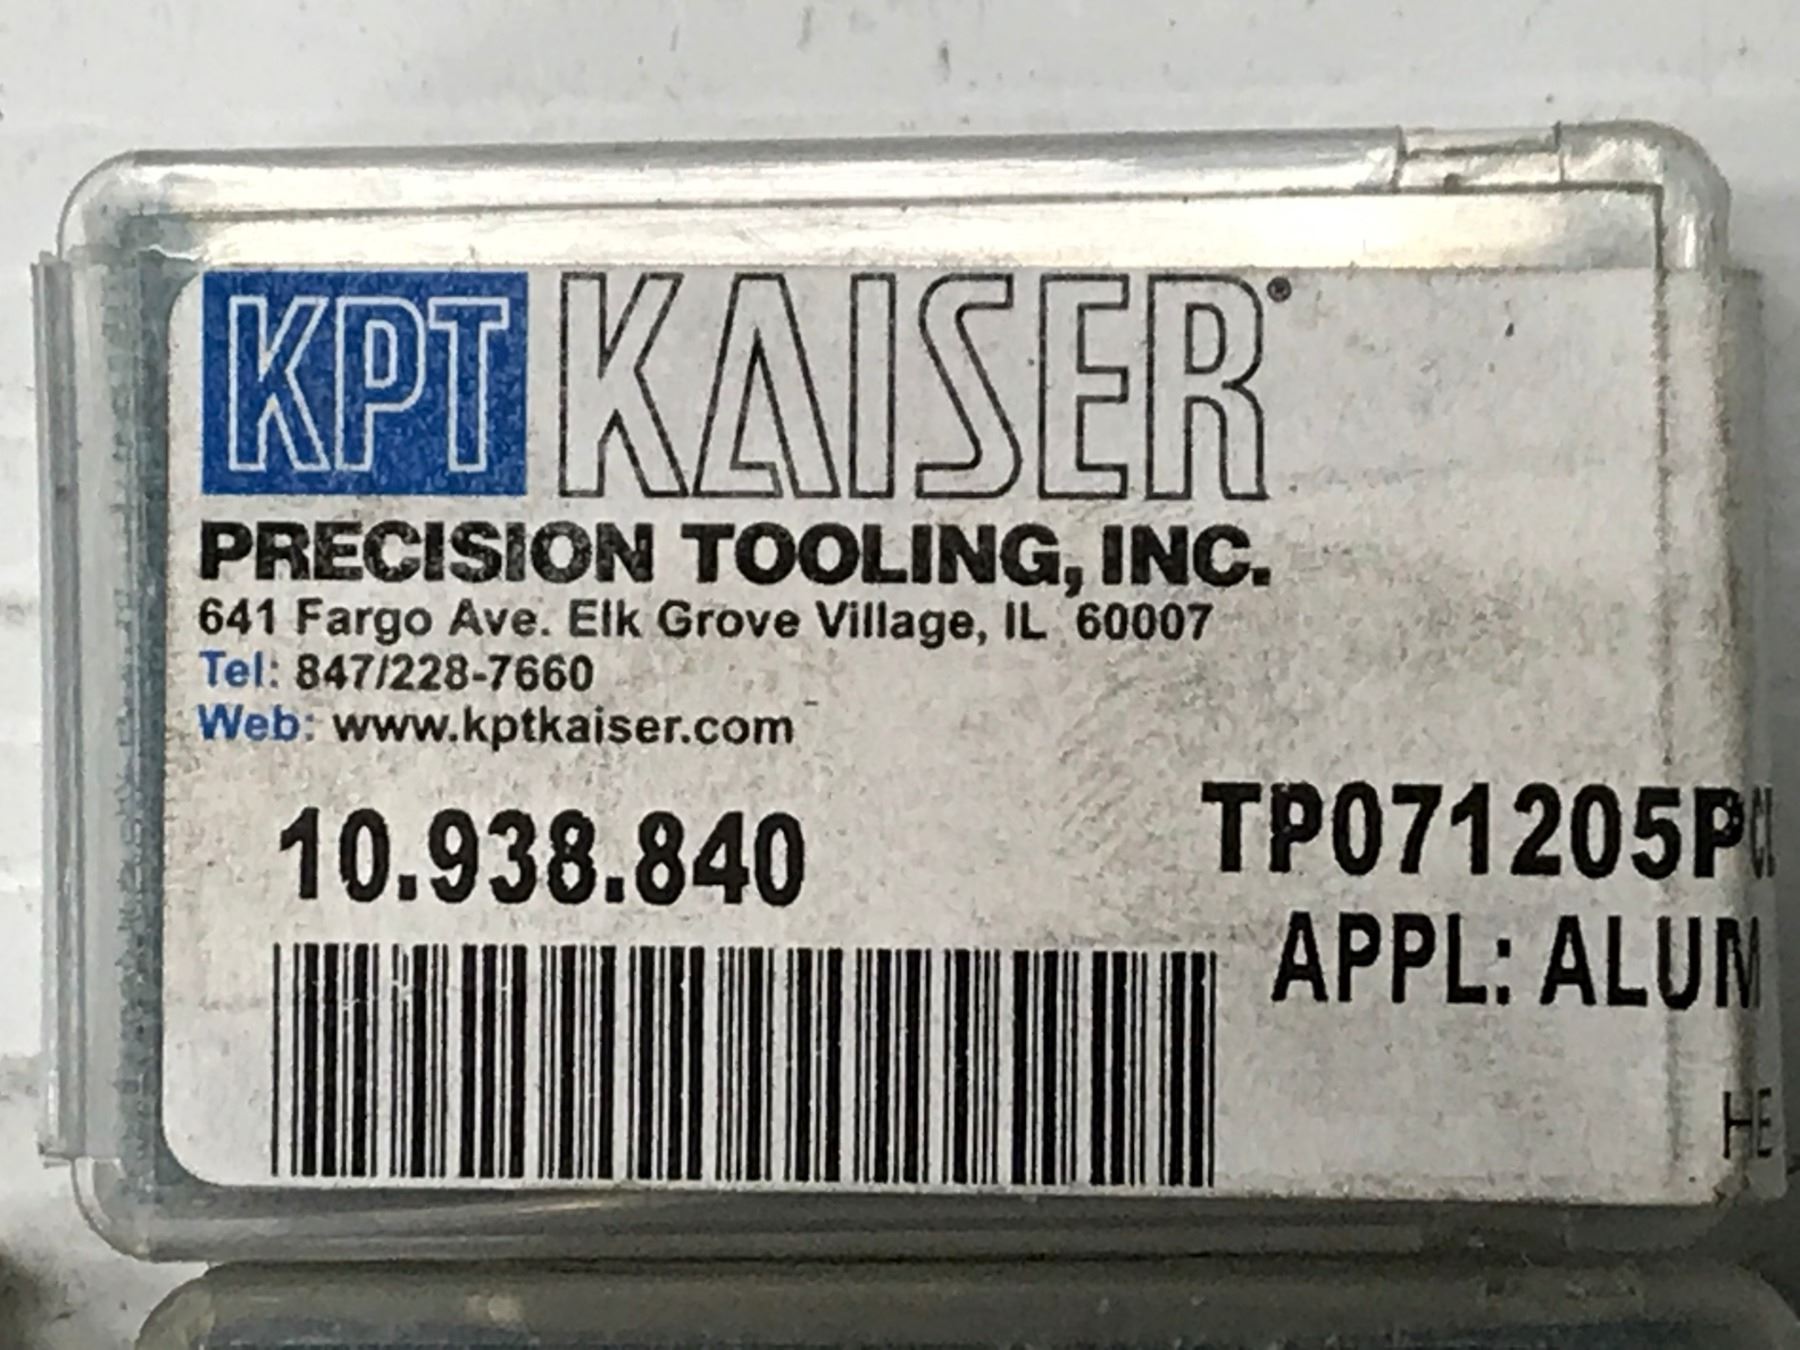 KPT KAISER
PRECISION TOOLING, INC.
641 Fargo Ave. Elk Grove Village, IL 60007
Tel: 847/228-7660
Web: www.kptkaiser.com
10.938.840
TP071205P
APPL: ALUM
HE